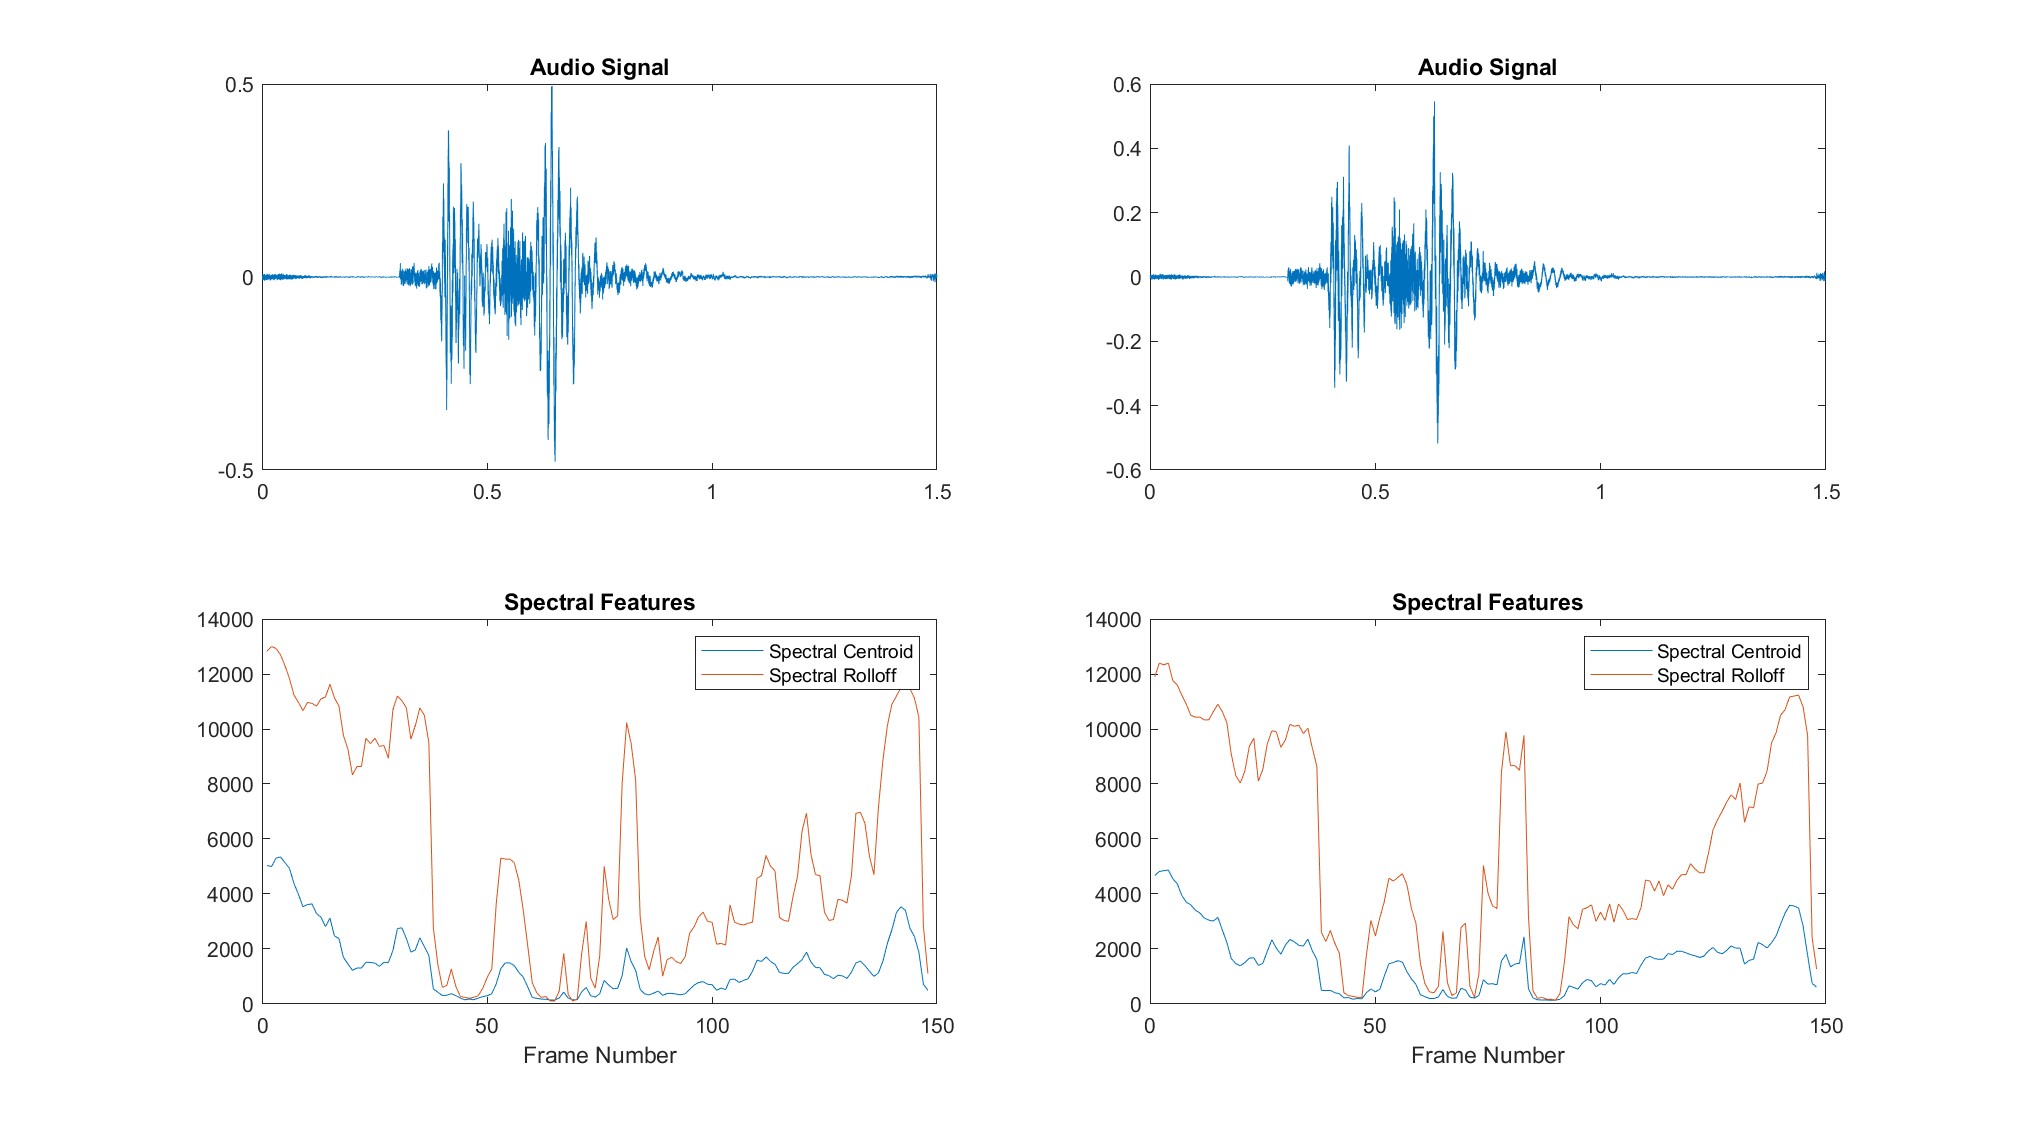 Audio Signal
0.5
0
-0.5
0 0.5 1 1.5
Audio Signal
0.6
0.4
0.2
0
-0.2
-0.4
-0.6
0 0.5 1 1.5
Spectral Features
14000
12000
10000
8000
6000
4000
2000
0
Spectral Centroid
Spectral Rolloff
0 50 100 150
Frame Number
Spectral Features
14000
12000
10000
8000
6000
4000
2000
0
Spectral Centroid
Spectral Rolloff
0 50 100 150
Frame Number